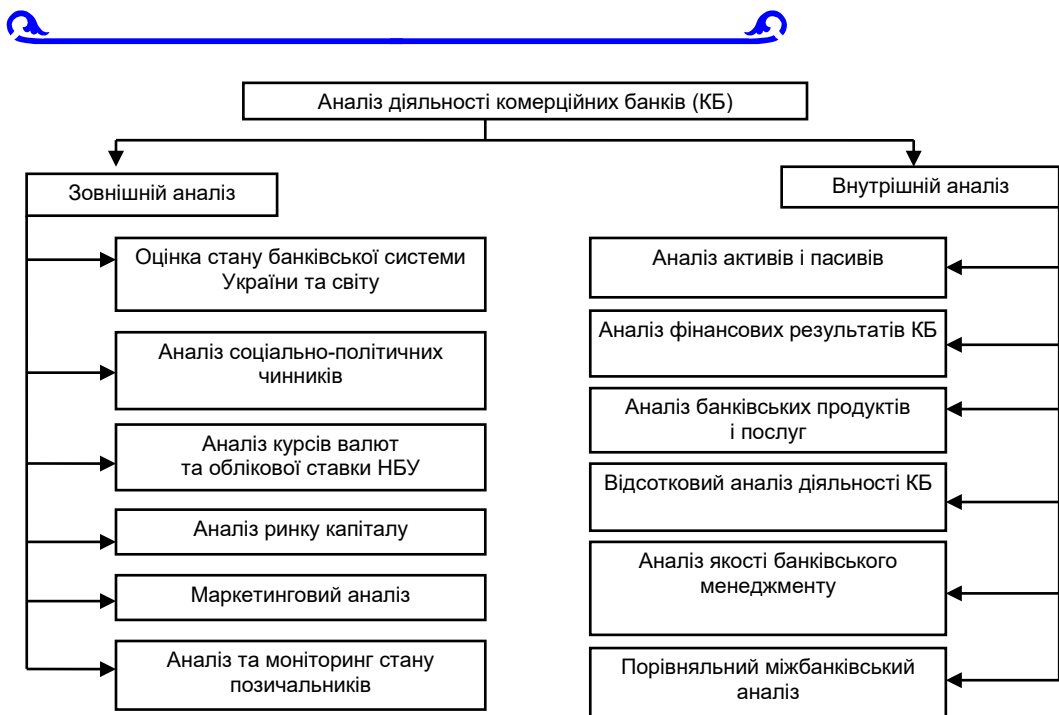 Аналіз діяльності комерційних банків (КБ)
Зовнішній аналіз
Оцінка стану банківської системи
України та світу
Аналіз соціально-політичних
чинників
Аналіз курсів валют
та облікової ставки НБУ
Аналіз ринку капіталу
Маркетинговий аналіз
Аналіз та моніторинг стану
позичальників
Внутрішній аналіз
Аналіз активів і пасивів
Аналіз фінансових результатів КБ
Аналіз банківських продуктів
і послуг
Відсотковий аналіз діяльності КБ
Аналіз якості банківського
менеджменту
Порівняльний міжбанківський
аналіз